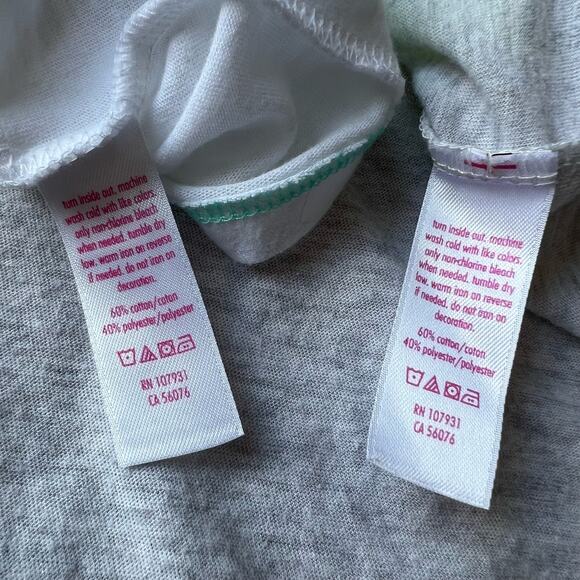 turn inside out. machine
wash cold with like colors.
only non-chlorine bleach
when needed. tumble dry
low. warm iron on reverse
if needed. do not iron on
decoration.
60% cotton/coton
40% polyester/polyester
RN 107931
CA 56076
turn inside out. machine
wash cold with like colors.
only non-chlorine bleach
when needed. tumble dry
low. warm iron on reverse
if needed. do not iron on
decoration.
60% cotton/coton
40% polyester/polyester
RN 107931
CA 56076